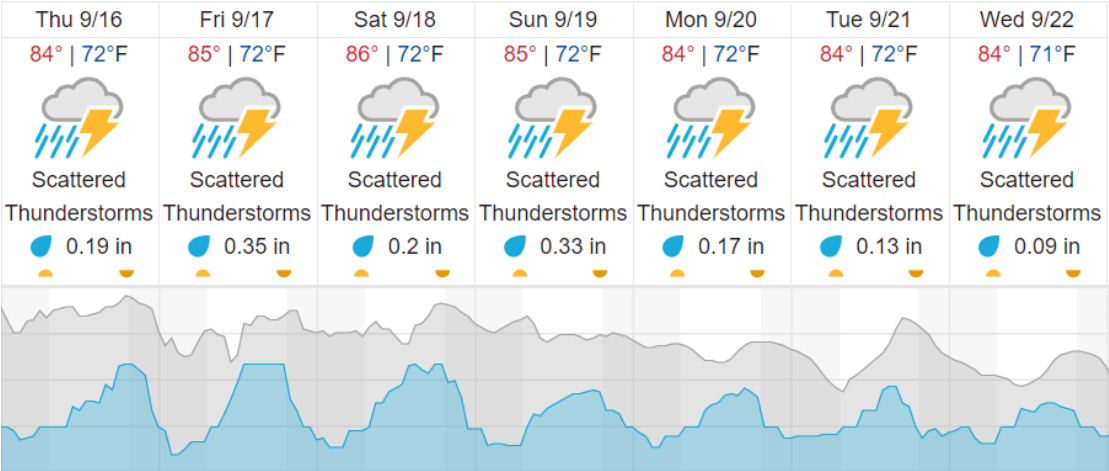 Thu 9/16
84° | 72°F
Scattered
Thunderstorms
0.19 in
Fri 9/17
85° | 72°F
Scattered
Thunderstorms
0.35 in
Sat 9/18
86° | 72°F
Scattered
Thunderstorms
0.2 in
Sun 9/19
85° | 72°F
Scattered
Thunderstorms
0.33 in
Mon 9/20
84° | 72°F
Scattered
Thunderstorms
0.17 in
Tue 9/21
84° | 72°F
Scattered
Thunderstorms
0.13 in
Wed 9/22
84° | 71°F
Scattered
Thunderstorms
0.09 in